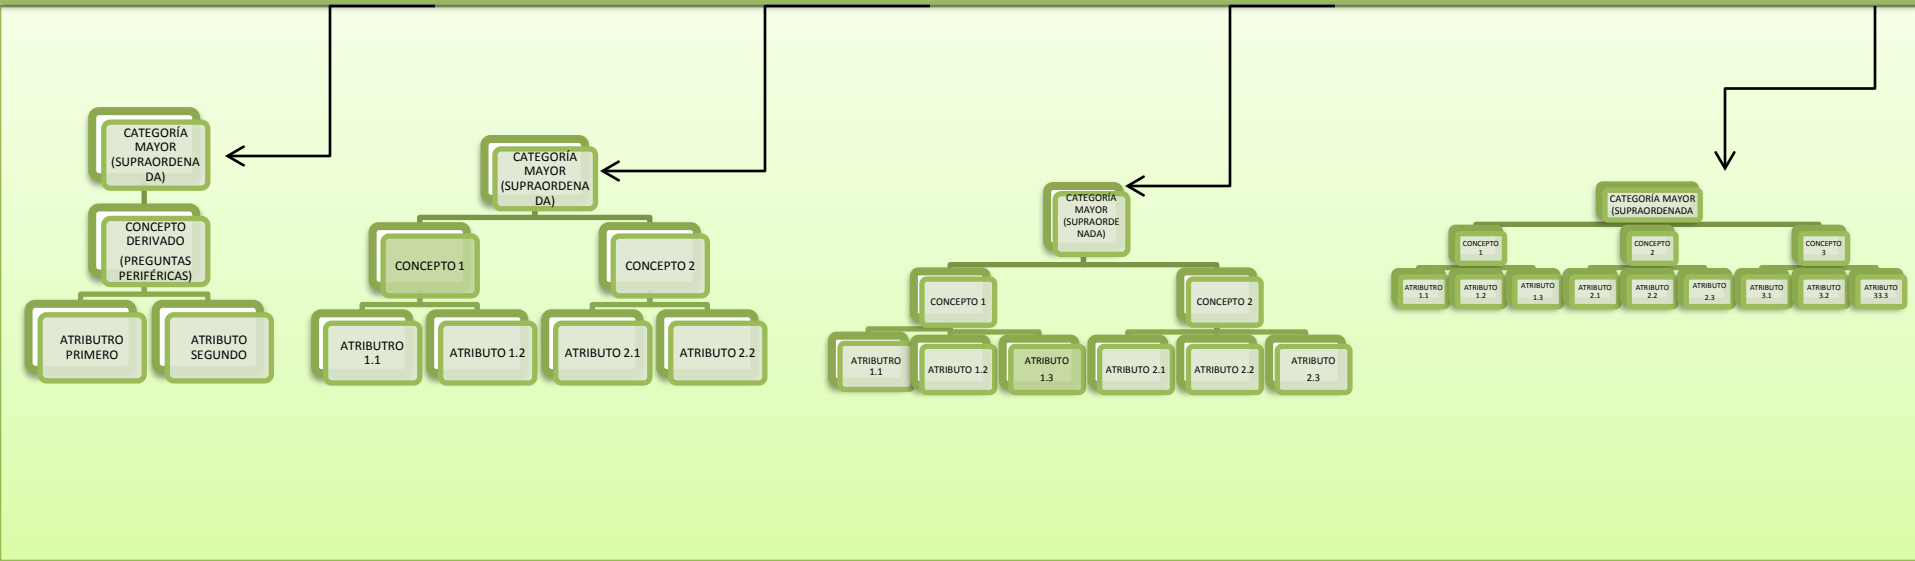 CATEGORÍA
MAYOR
(SUPRAORDENA
DA)
CONCEPTO
DERIVADO
(PREGUNTAS
PERIFÉRICAS)
ATRIBUTRO
PRIMERO
ATRIBUTO
SEGUNDO
CATEGORÍA
MAYOR
(SUPRAORDENA
DA)
CONCEPTO 1
CONCEPTO 2
ATRIBUTRO
1.1
ATRIBUTO 1.2
ATRIBUTO 2.1
ATRIBUTO 2.2
CATEGORÍA
MAYOR
(SUPRAORDE
NADA)
CONCEPTO 1
CONCEPTO 2
ATRIBUTRO
1.1
ATRIBUTO 1.2
ATRIBUTO
1.3
ATRIBUTO 2.1
ATRIBUTO 2.2
ATRIBUTO
2.3
CATEGORÍA MAYOR
(SUPRAORDENADA
CONCEPTO
1
CONCEPTO
2
CONCEPTO
3
ATRIBUTRO
1.1
ATRIBUTO
1.2
ATRIBUTO
1.3
ATRIBUTO
2.1
ATRIBUTO
2.2
ATRIBUTO
2.3
ATRIBUTO
3.1
ATRIBUTO
3.2
ATRIBUTO
33.3